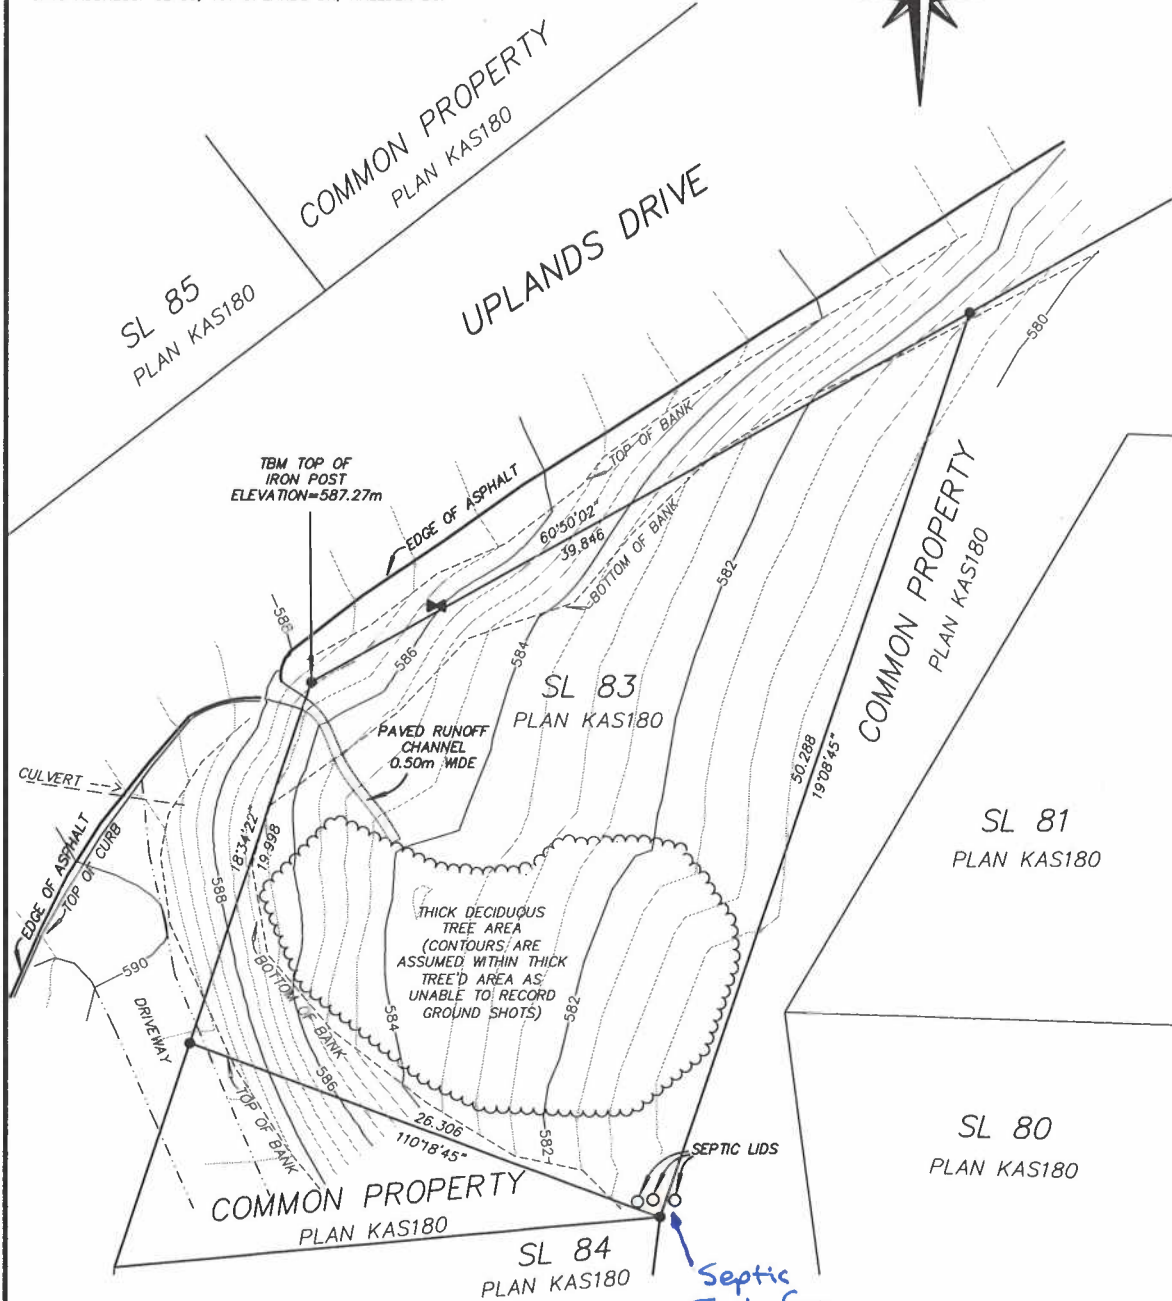 COMMON PROPERTY
PLAN KAS180
SL 85
PLAN KAS180
UPLANDS DRIVE
580
TBM TOP OF
IRON POST
ELEVATION=587.27m
EDGE OF ASPHALT
TOP OF BANK
60°50'02"
39.846
BOTTOM OF BANK
582
COMMON PROPERTY
PLAN KAS180
586
586
584
SL 83
PLAN KAS180
PAVED RUNOFF
CHANNEL
0.50m WIDE
50.288
19°08'45"
CULVERT
EDGE OF ASPHALT
TOP OF CURB
18°34'22"
19.998
588
SL 81
PLAN KAS180
THICK DECIDUOUS
TREE AREA
(CONTOURS ARE
ASSUMED WITHIN THICK
TREE'D AREA AS
UNABLE TO RECORD
GROUND SHOTS)
590
BOTTOM OF BANK
584
582
DRIVEWAY
586
TOP OF BANK
26.306
110°18'45"
582
SEPTIC LIDS
SL 80
PLAN KAS180
COMMON PROPERTY
PLAN KAS180
SL 84
PLAN KAS180
Septic